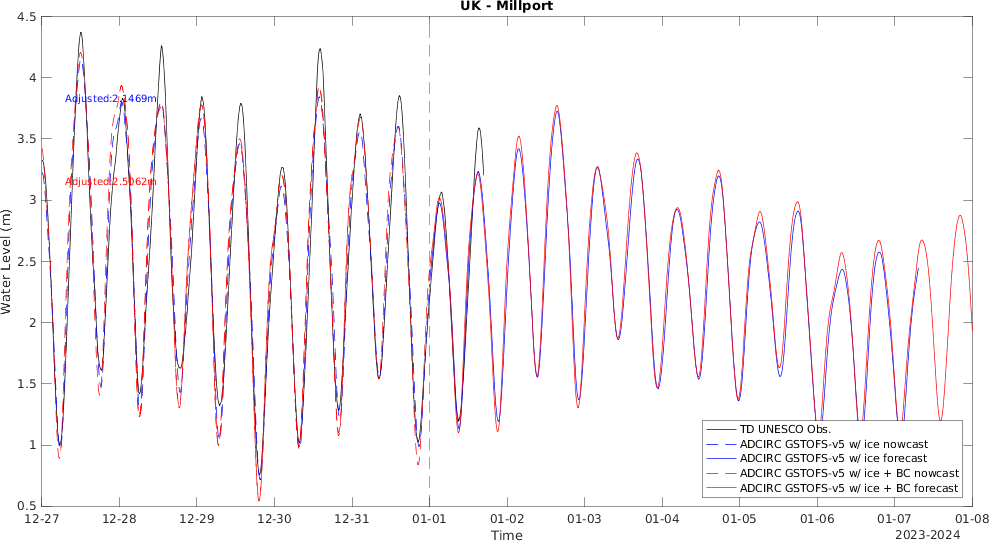 UK - Millport
Water Level (m)
4.5
4
3.5
3
2.5
2
1.5
1
0.5
Adjusted:2.1469m
Adjusted:2.5062m
TD UNESCO Obs.
ADCIRC GSTOFS-v5 w/ ice nowcast
ADCIRC GSTOFS-v5 w/ ice forecast
ADCIRC GSTOFS-v5 w/ ice + BC nowcast
ADCIRC GSTOFS-v5 w/ ice + BC forecast
12-27 12-28 12-29 12-30 12-31 01-01 01-02 01-03 01-04 01-05 01-06 01-07 01-08
Time
2023-2024